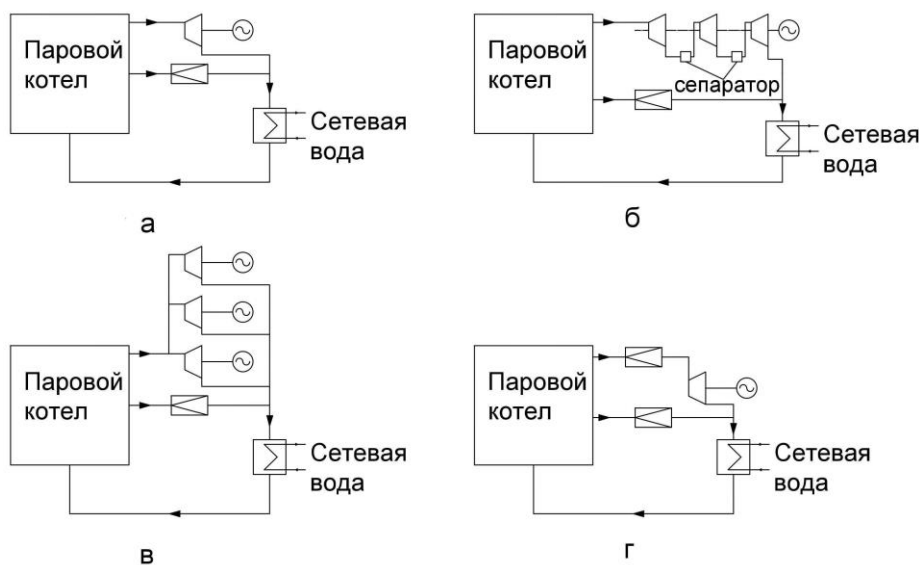 Паровой
котел
Сетевая
вода
а
Паровой
котел
сепаратор
Сетевая
вода
б
Паровой
котел
Сетевая
вода
в
Паровой
котел
Сетевая
вода
г